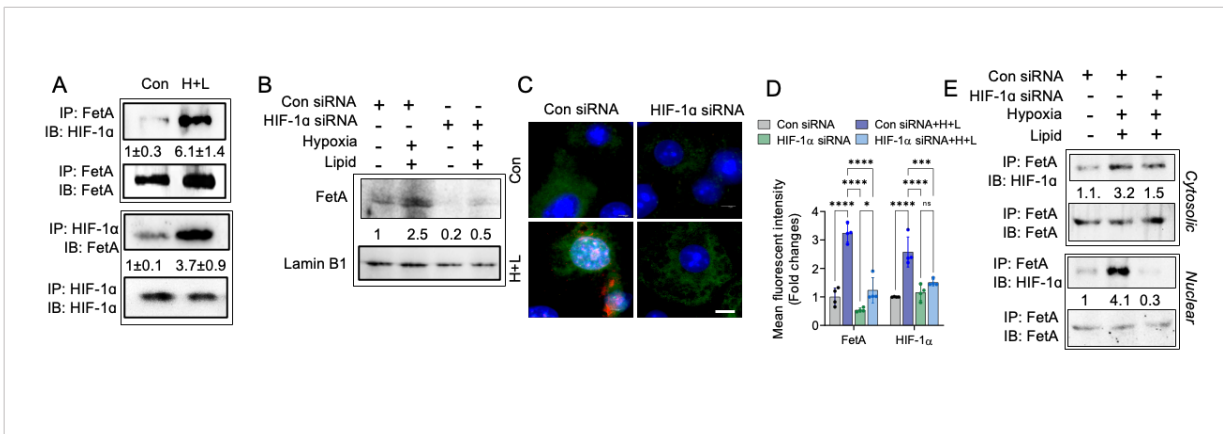 A
Con H+L
IP: FetA
IB: HIF-1α
1±0.3 6.1±1.4
IP: FetA
IB: FetA
IP: HIF-1α
IB: FetA
1±0.1 3.7±0.9
IP: HIF-1α
IB: HIF-1α
B
Con siRNA + + - -
HIF-1α siRNA - - + +
Hypoxia - + - +
Lipid - + - +
FetA
1 2.5 0.2 0.5
Lamin B1
C
Con siRNA HIF-1α siRNA
Con
H+L
D
Con siRNA Con siRNA+H+L
HIF-1α siRNA HIF-1α siRNA+H+L
Mean fluorescent intensity
(Fold changes)
**** ***
**** ****
**** * **** ns
4
3
2
1
0
FetA HIF-1α
E
Con siRNA + + -
HIF-1α siRNA - - +
Hypoxia - + +
Lipid - + +
IP: FetA
IB: HIF-1α
1.1. 3.2 1.5
IP: FetA
IB: FetA
Cytosolic
IP: FetA
IB: HIF-1α
1 4.1 0.3
IP: FetA
IB: FetA
Nuclear